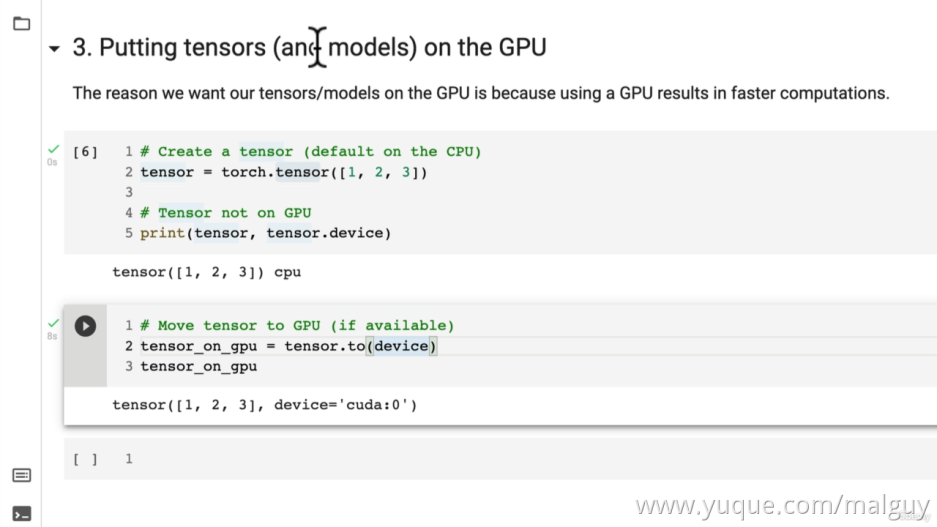 3. Putting tensors (and models) on the GPU
The reason we want our tensors/models on the GPU is because using a GPU results in faster computations.
[6]
0s
1 # Create a tensor (default on the CPU)
2 tensor = torch.tensor([1, 2, 3])
3
4 # Tensor not on GPU
5 print(tensor, tensor.device)
tensor([1, 2, 3]) cpu
8s
1 # Move tensor to GPU (if available)
2 tensor_on_gpu = tensor.to(device)
3 tensor_on_gpu
tensor([1, 2, 3], device='cuda:0')
[ ] 1
www.yuque.com/malguy